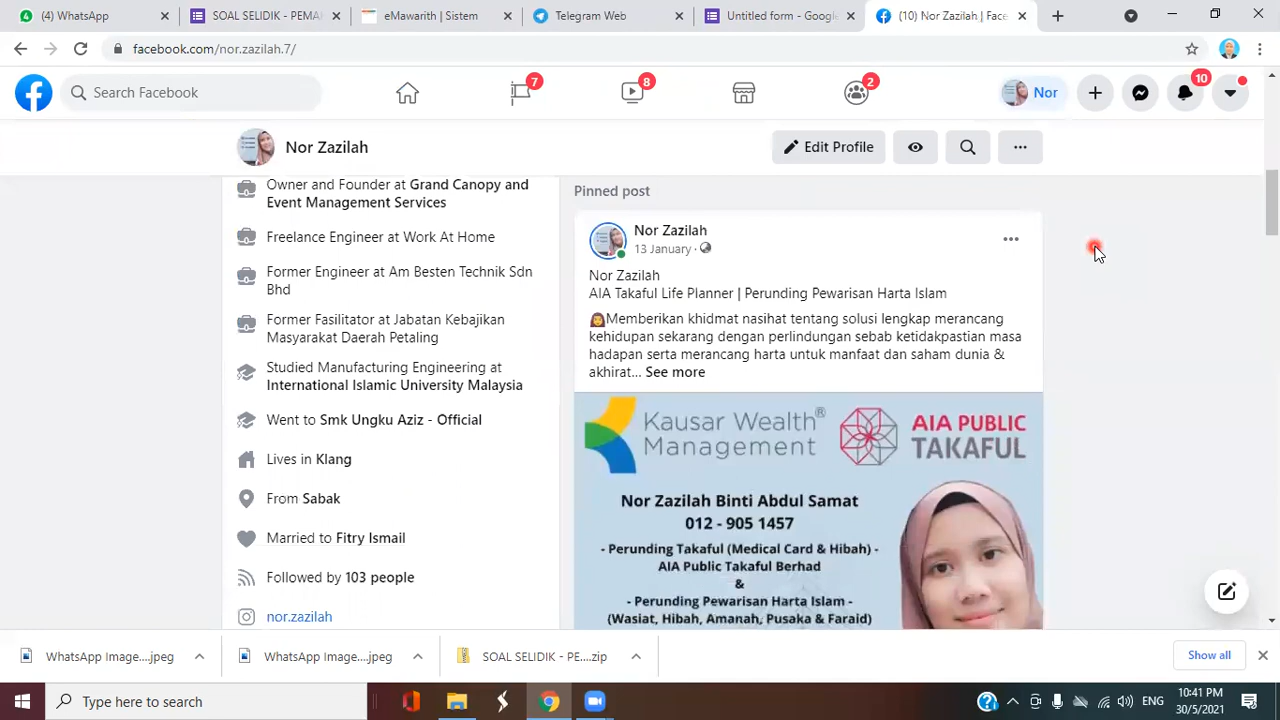 (4) WhatsApp
SOAL SELIDIK - PEMA
eMawarith | Sistem
Telegram Web
Untitled form - Google
(10) Nor Zazilah | Face
facebook.com/nor.zazilah.7/
Search Facebook
7
8
2
Nor
10
Nor Zazilah
Edit Profile
Owner and Founder at Grand Canopy and
Event Management Services
Freelance Engineer at Work At Home
Former Engineer at Am Besten Technik Sdn
Bhd
Former Fasilitator at Jabatan Kebajikan
Masyarakat Daerah Petaling
Studied Manufacturing Engineering at
International Islamic University Malaysia
Went to Smk Ungku Aziz - Official
Lives in Klang
From Sabak
Married to Fitry Ismail
Followed by 103 people
nor.zazilah
Pinned post
Nor Zazilah
13 January ·
Nor Zazilah
AIA Takaful Life Planner | Perunding Pewarisan Harta Islam
Memberikan khidmat nasihat tentang solusi lengkap merancang
kehidupan sekarang dengan perlindungan sebab ketidakpastian masa
hadapan serta merancang harta untuk manfaat dan saham dunia &
akhirat... See more
Kausar Wealth®
Management
AIA PUBLIC
TAKAFUL
Nor Zazilah Binti Abdul Samat
012 - 905 1457
- Perunding Takaful (Medical Card & Hibah) -
AIA Public Takaful Berhad
&
- Perunding Pewarisan Harta Islam -
(Wasiat, Hibah, Amanah, Pusaka & Faraid)
WhatsApp Image....jpeg
WhatsApp Image....jpeg
SOAL SELIDIK - PE....zip
Show all
Type here to search
ENG
10:41 PM
30/5/2021